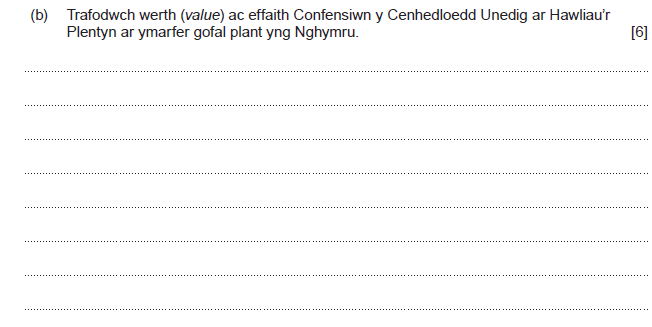 (b) Trafodwch werth (value) ac effaith Confensiwn y Cenhedloedd Unedig ar Hawliau'r
Plentyn ar ymarfer gofal plant yng Nghymru. [6]